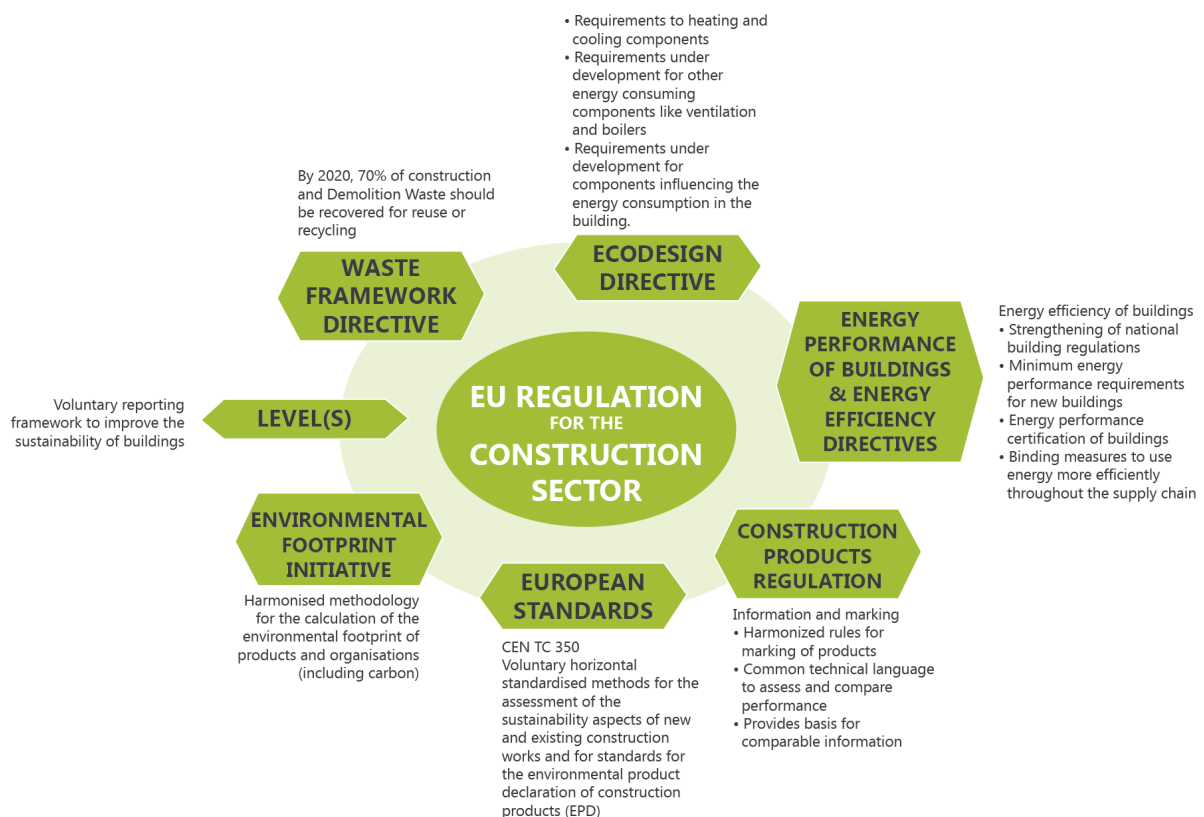 • Requirements to heating and
cooling components
• Requirements under
development for other
energy consuming
components like ventilation
and boilers
• Requirements under
development for
components influencing the
energy consumption in the
building.
ECODESIGN
DIRECTIVE
By 2020, 70% of construction
and Demolition Waste should
be recovered for reuse or
recycling
WASTE
FRAMEWORK
DIRECTIVE
ENERGY
PERFORMANCE
OF BUILDINGS
& ENERGY
EFFICIENCY
DIRECTIVES
Energy efficiency of buildings
• Strengthening of national
building regulations
• Minimum energy
performance requirements
for new buildings
• Energy performance
certification of buildings
• Binding measures to use
energy more efficiently
throughout the supply chain
EU REGULATION
FOR THE
CONSTRUCTION
SECTOR
Voluntary reporting
framework to improve the
sustainability of buildings
LEVEL(S)
ENVIRONMENTAL
FOOTPRINT
INITIATIVE
Harmonised methodology
for the calculation of the
environmental footprint of
products and organisations
(including carbon)
EUROPEAN
STANDARDS
CEN TC 350
Voluntary horizontal
standardised methods for the
assessment of the
sustainability aspects of new
and existing construction
works and for standards for
the environmental product
declaration of construction
products (EPD)
CONSTRUCTION
PRODUCTS
REGULATION
Information and marking
• Harmonized rules for
marking of products
• Common technical language
to assess and compare
performance
• Provides basis for
comparable information